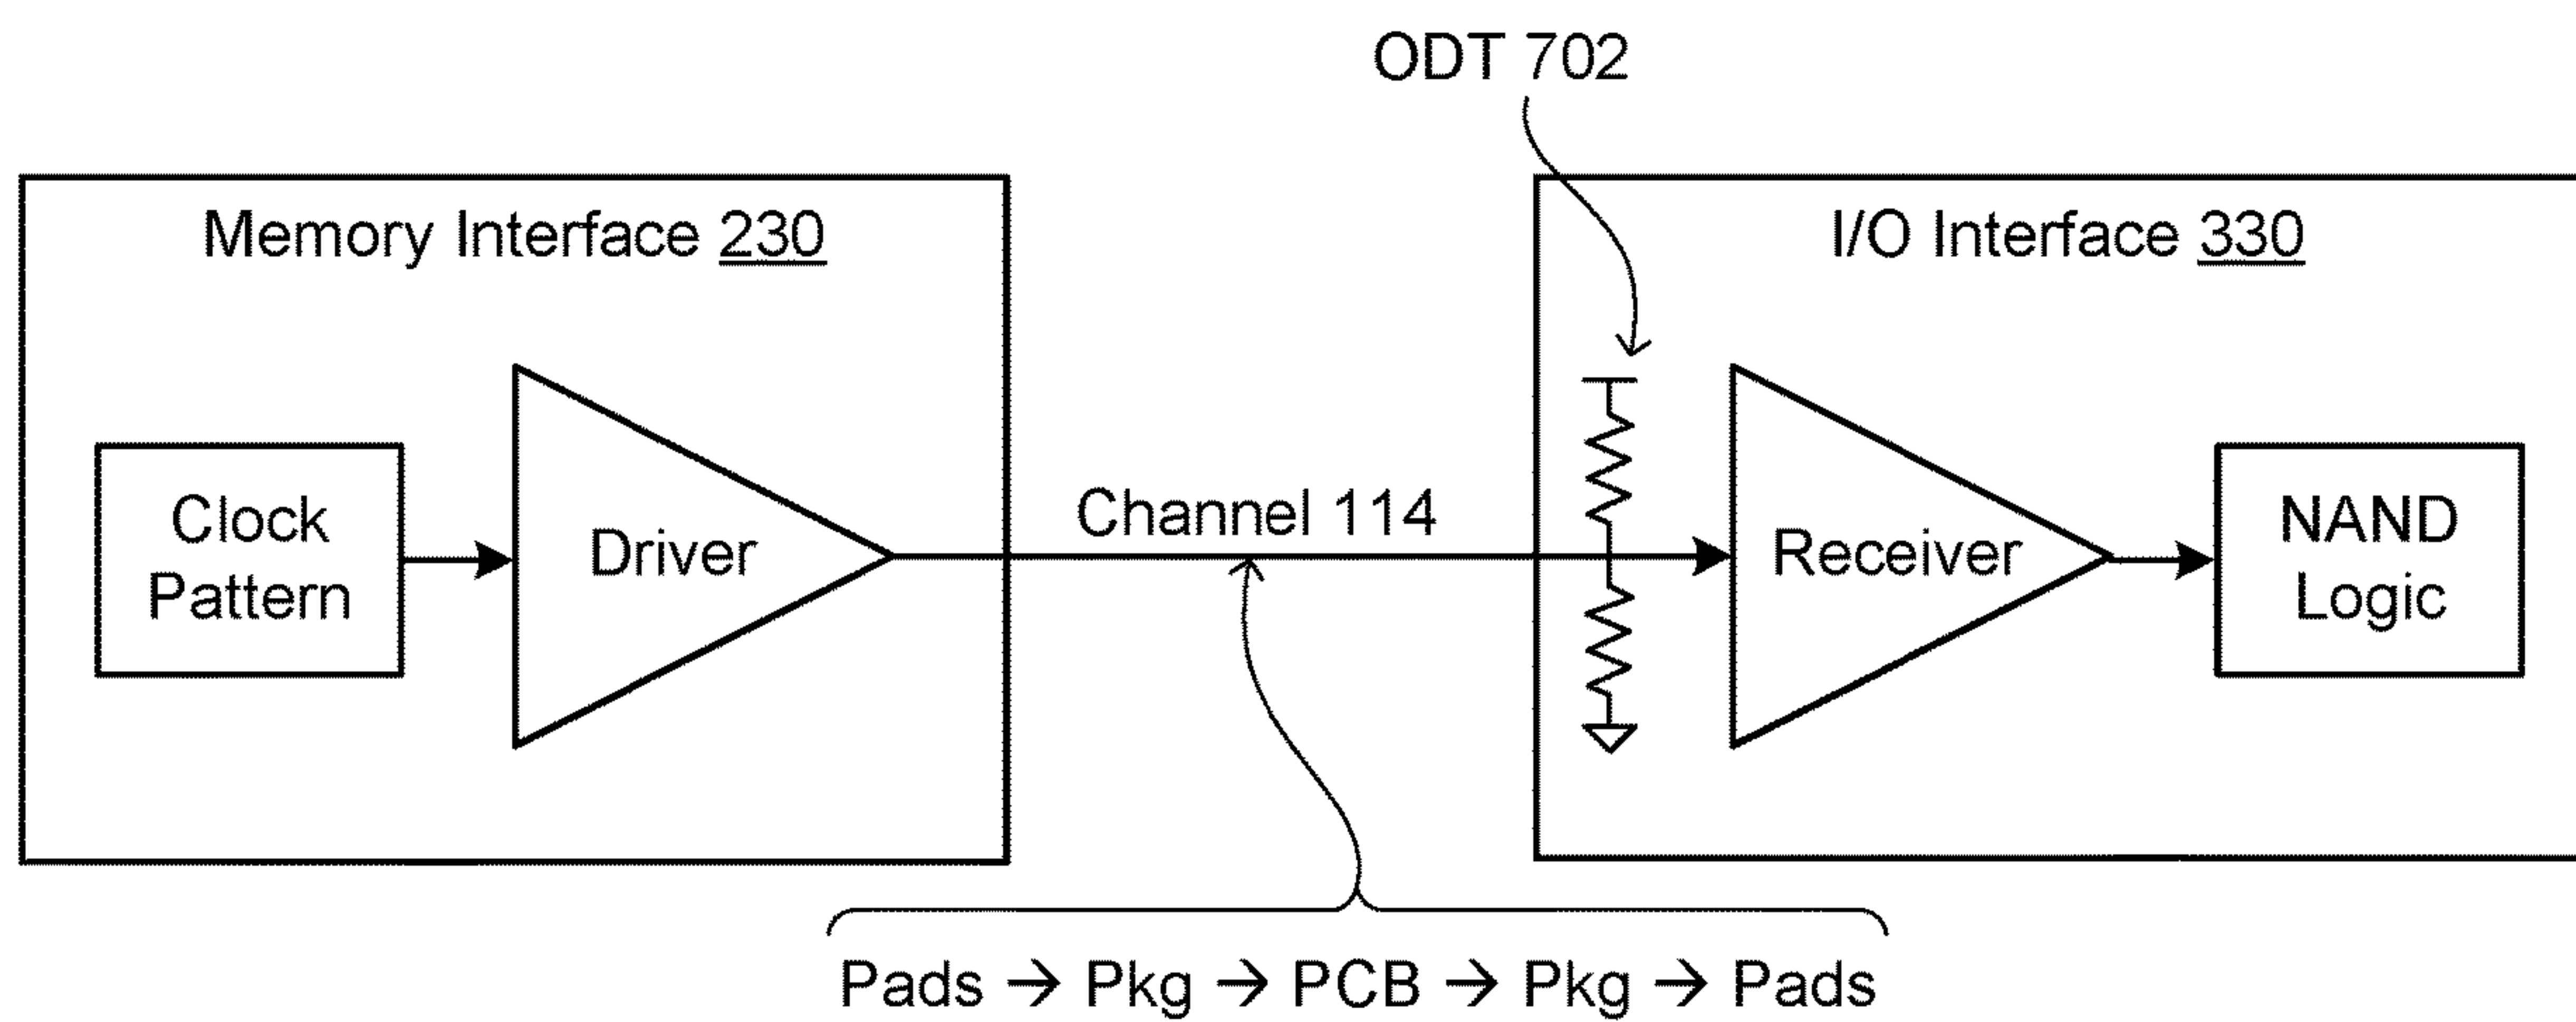 ODT 702
Memory Interface 230
I/O Interface 330
Clock
Pattern
Driver
Channel 114
Receiver
NAND
Logic
Pads → Pkg → PCB → Pkg → Pads